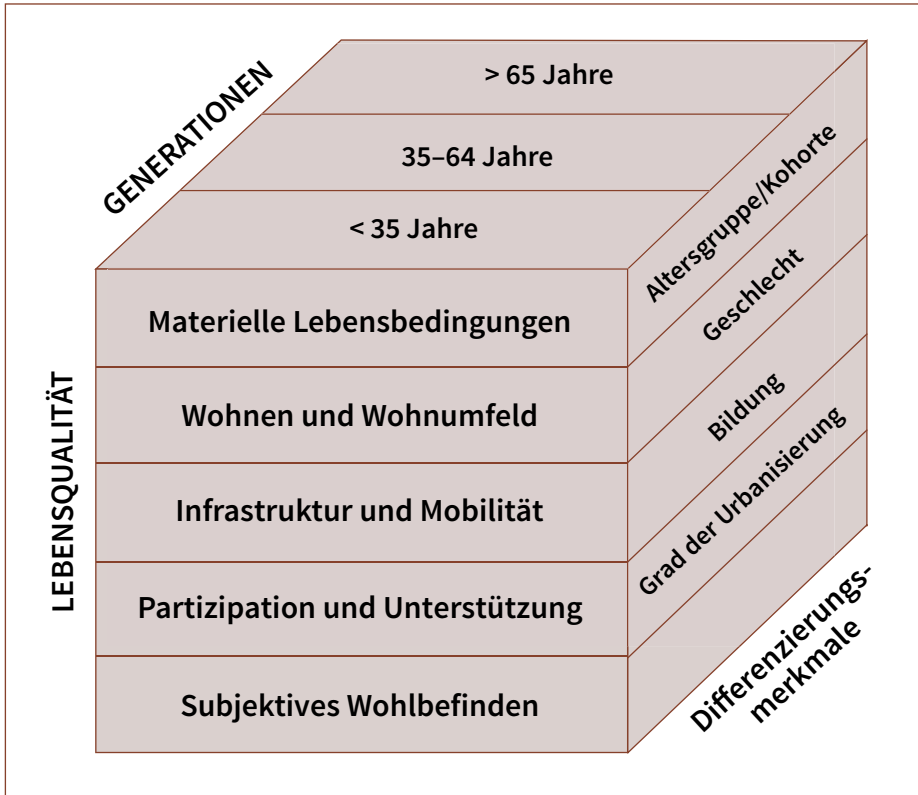 GENERATIONEN
> 65 Jahre
35–64 Jahre
< 35 Jahre
LEBENSQUALITÄT
Materielle Lebensbedingungen
Wohnen und Wohnumfeld
Infrastruktur und Mobilität
Partizipation und Unterstützung
Subjektives Wohlbefinden
Altersgruppe/Kohorte
Geschlecht
Bildung
Grad der Urbanisierung
Differenzierungs-
merkmale